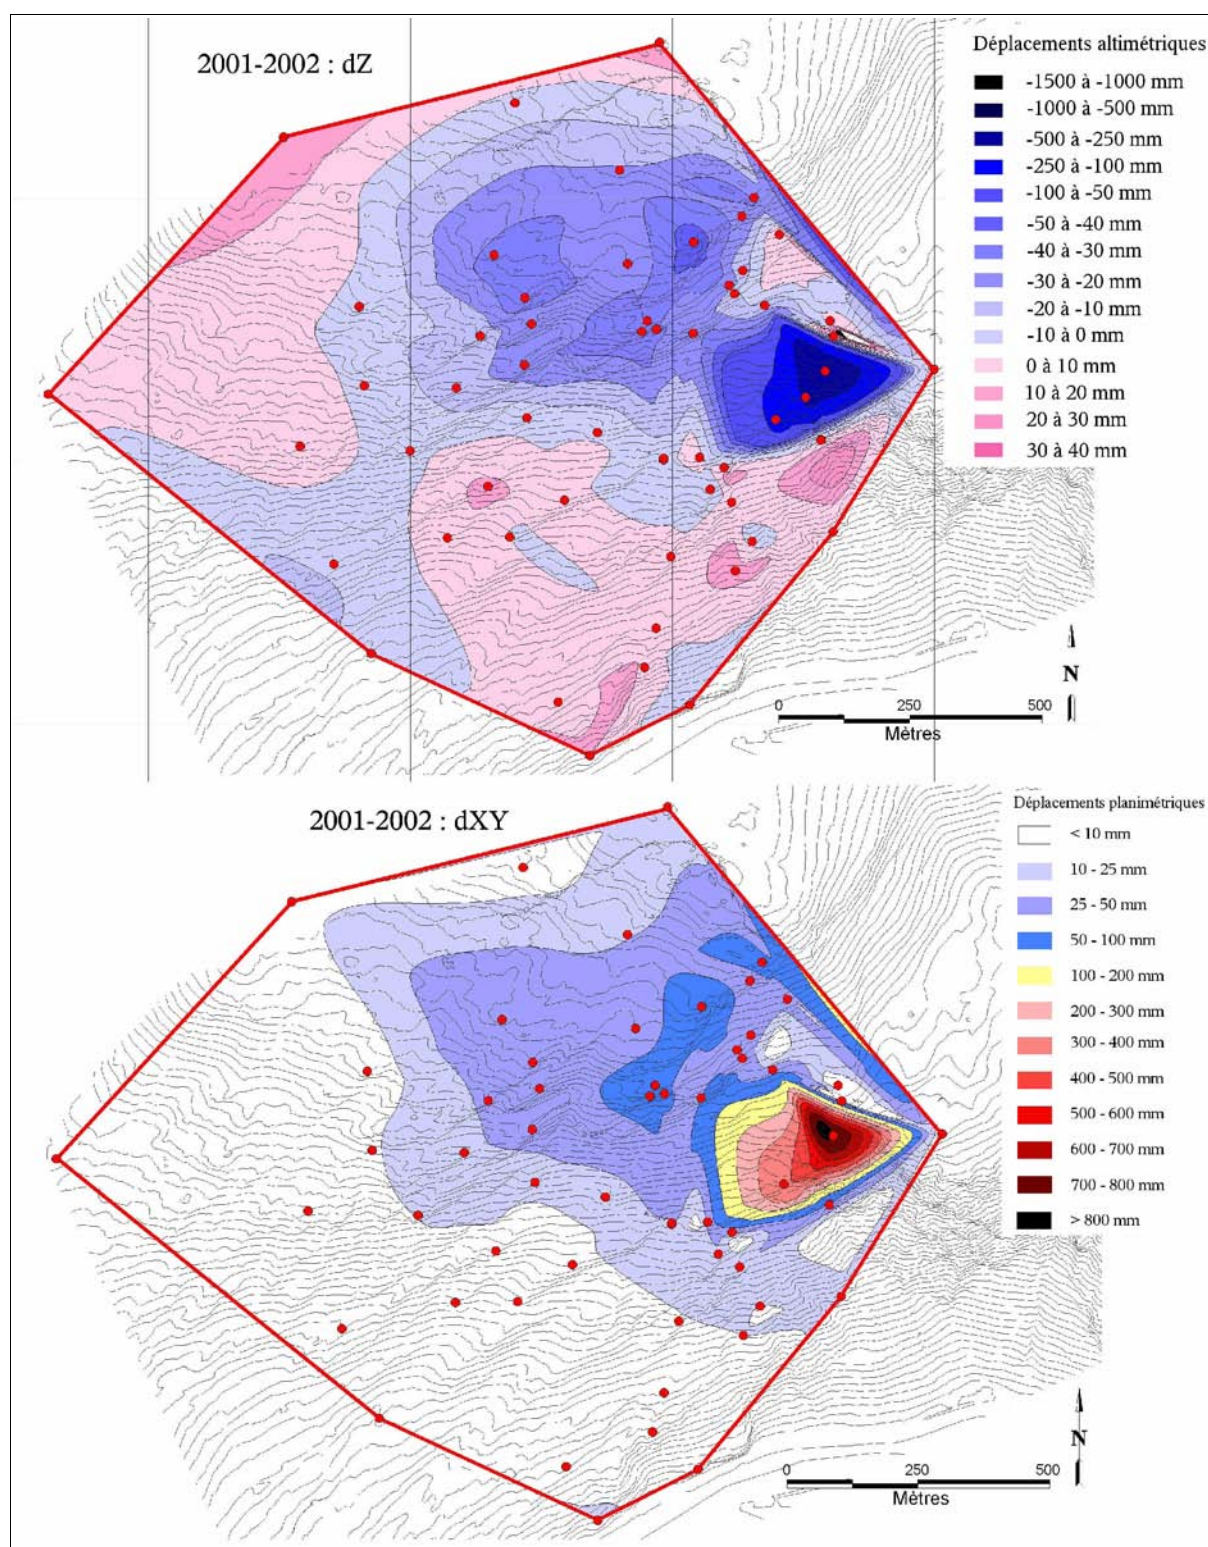 2001-2002 : dZ
Déplacements altimétriques
-1500 à -1000 mm
-1000 à -500 mm
-500 à -250 mm
-250 à -100 mm
-100 à -50 mm
-50 à -40 mm
-40 à -30 mm
-30 à -20 mm
-20 à -10 mm
-10 à 0 mm
0 à 10 mm
10 à 20 mm
20 à 30 mm
30 à 40 mm
N
0 250 500
Mètres
2001-2002 : dXY
Déplacements planimétriques
< 10 mm
10 - 25 mm
25 - 50 mm
50 - 100 mm
100 - 200 mm
200 - 300 mm
300 - 400 mm
400 - 500 mm
500 - 600 mm
600 - 700 mm
700 - 800 mm
> 800 mm
N
0 250 500
Mètres